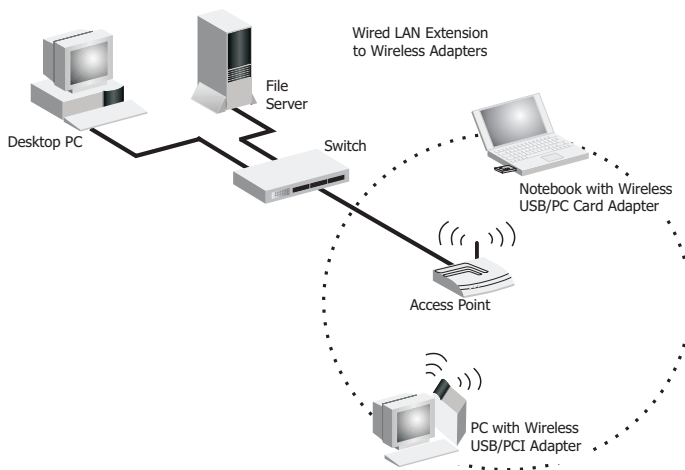 Wired LAN Extension
to Wireless Adapters
File
Server
Desktop PC
Switch
Notebook with Wireless
USB/PC Card Adapter
Access Point
PC with Wireless
USB/PCI Adapter